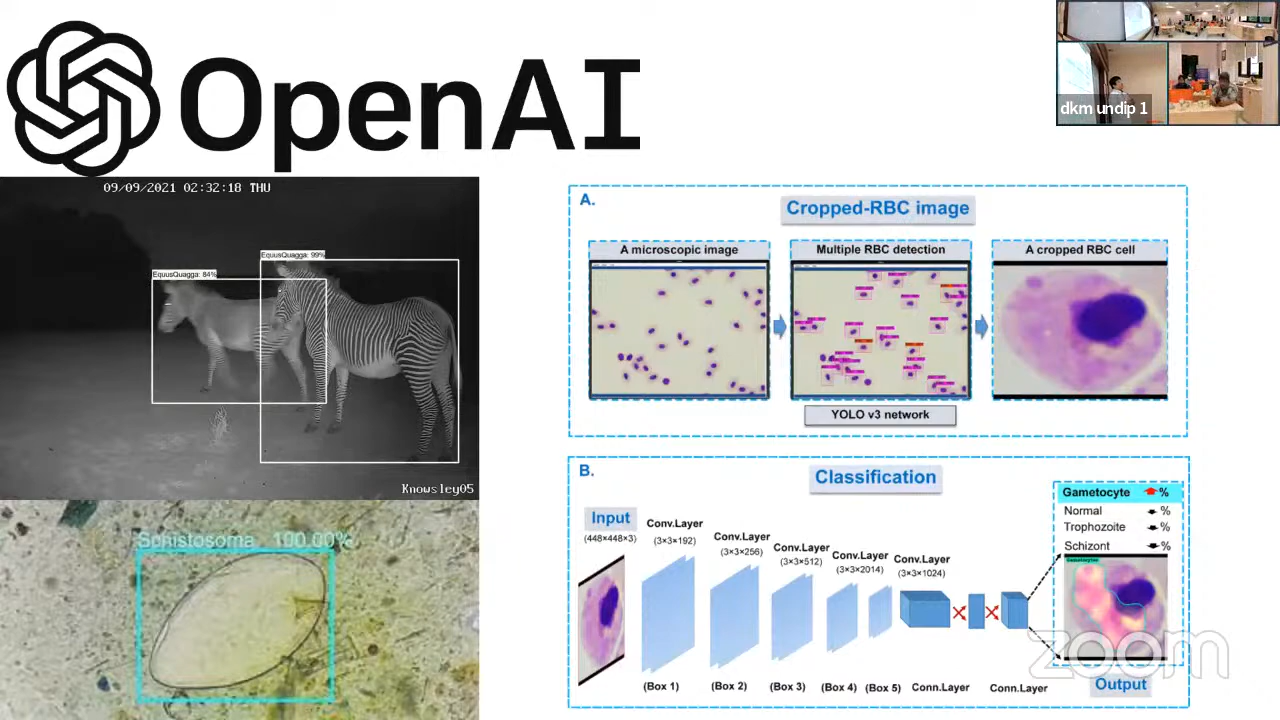 OpenAI
dkm undip 1
09/09/2021 02:32:18 THU
EquusQuagga: 84%
EquusQuagga: 99%
Knowsley05
Schistosoma 100.00%
A.
Cropped-RBC image
A microscopic image
Multiple RBC detection
A cropped RBC cell
YOLO v3 network
B.
Classification
Input
(448×448×3)
Conv.Layer
(3×3×192)
Conv.Layer
(3×3×256)
Conv.Layer
(3×3×512)
Conv.Layer
(3×3×2014)
Conv.Layer
(3×3×1024)
(Box 1)
(Box 2)
(Box 3)
(Box 4)
(Box 5)
Conn.Layer
Conn.Layer
Gametocyte %
Normal %
Trophozoite %
Schizont %
Output
zoom